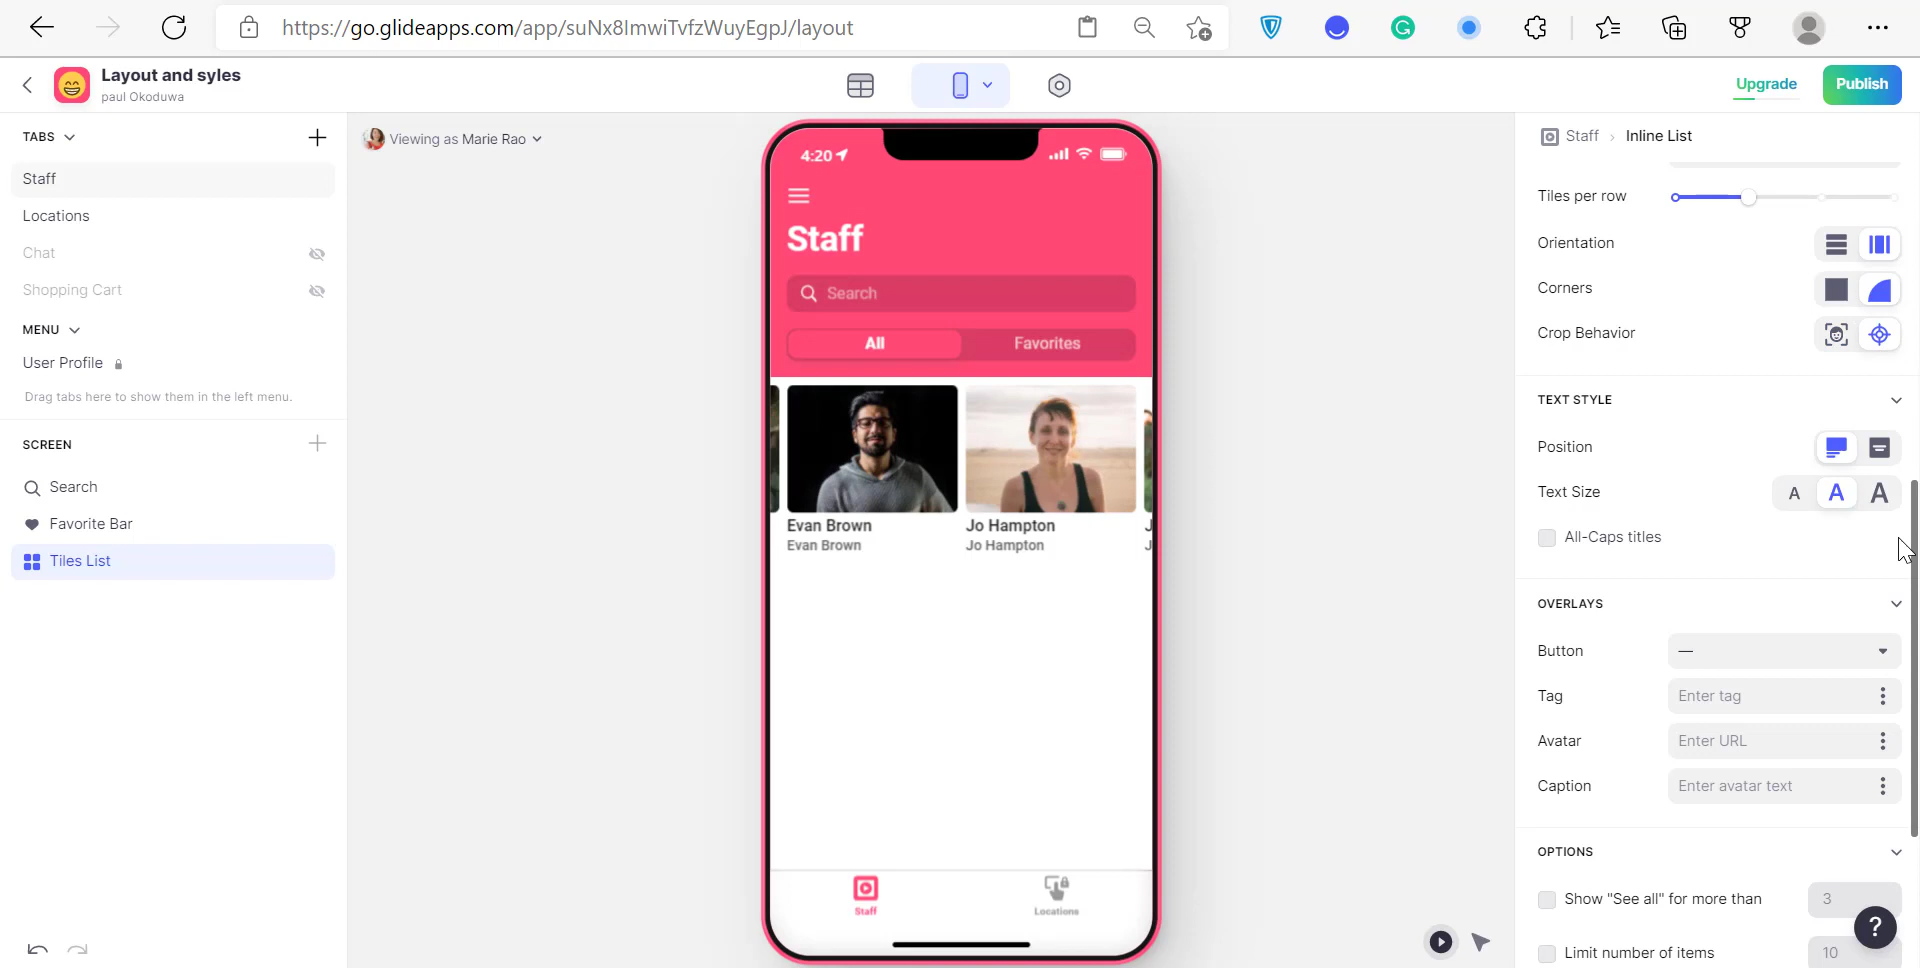 https://go.glideapps.com/app/suNx8ImwiTvfzWuyEgpJ/layout
Layout and syles
paul Okoduwa
Upgrade
Publish
TABS
Staff
Locations
Chat
Shopping Cart
MENU
User Profile
Drag tabs here to show them in the left menu.
SCREEN
Search
Favorite Bar
Tiles List
Viewing as Marie Rao
4:20
Staff
Search
All
Favorites
Evan Brown
Evan Brown
Jo Hampton
Jo Hampton
J
J
Staff
Locations
Staff › Inline List
Tiles per row
Orientation
Corners
Crop Behavior
TEXT STYLE
Position
Text Size
A A A
All-Caps titles
OVERLAYS
Button
—
Tag
Enter tag
Avatar
Enter URL
Caption
Enter avatar text
OPTIONS
Show "See all" for more than
3
?
Limit number of items
10